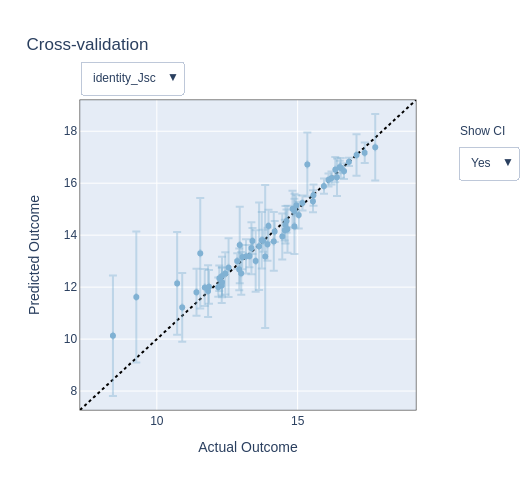 Cross-validation
identity_Jsc ▼
Show CI
Yes ▼
Predicted Outcome
18
16
14
12
10
8
10
15
Actual Outcome